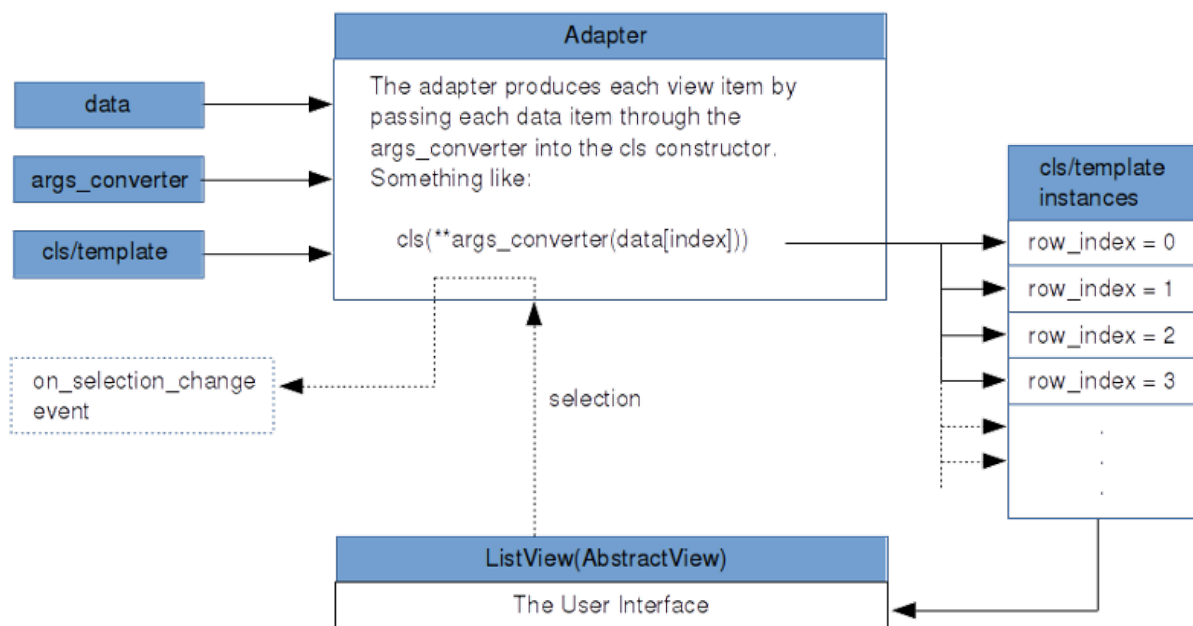 Adapter
data
args_converter
cls/template
The adapter produces each view item by
passing each data item through the
args_converter into the cls constructor.
Something like:
cls(**args_converter(data[index]))
cls/template
instances
row_index = 0
row_index = 1
row_index = 2
row_index = 3
.
.
.
on_selection_change
event
selection
ListView(AbstractView)
The User Interface